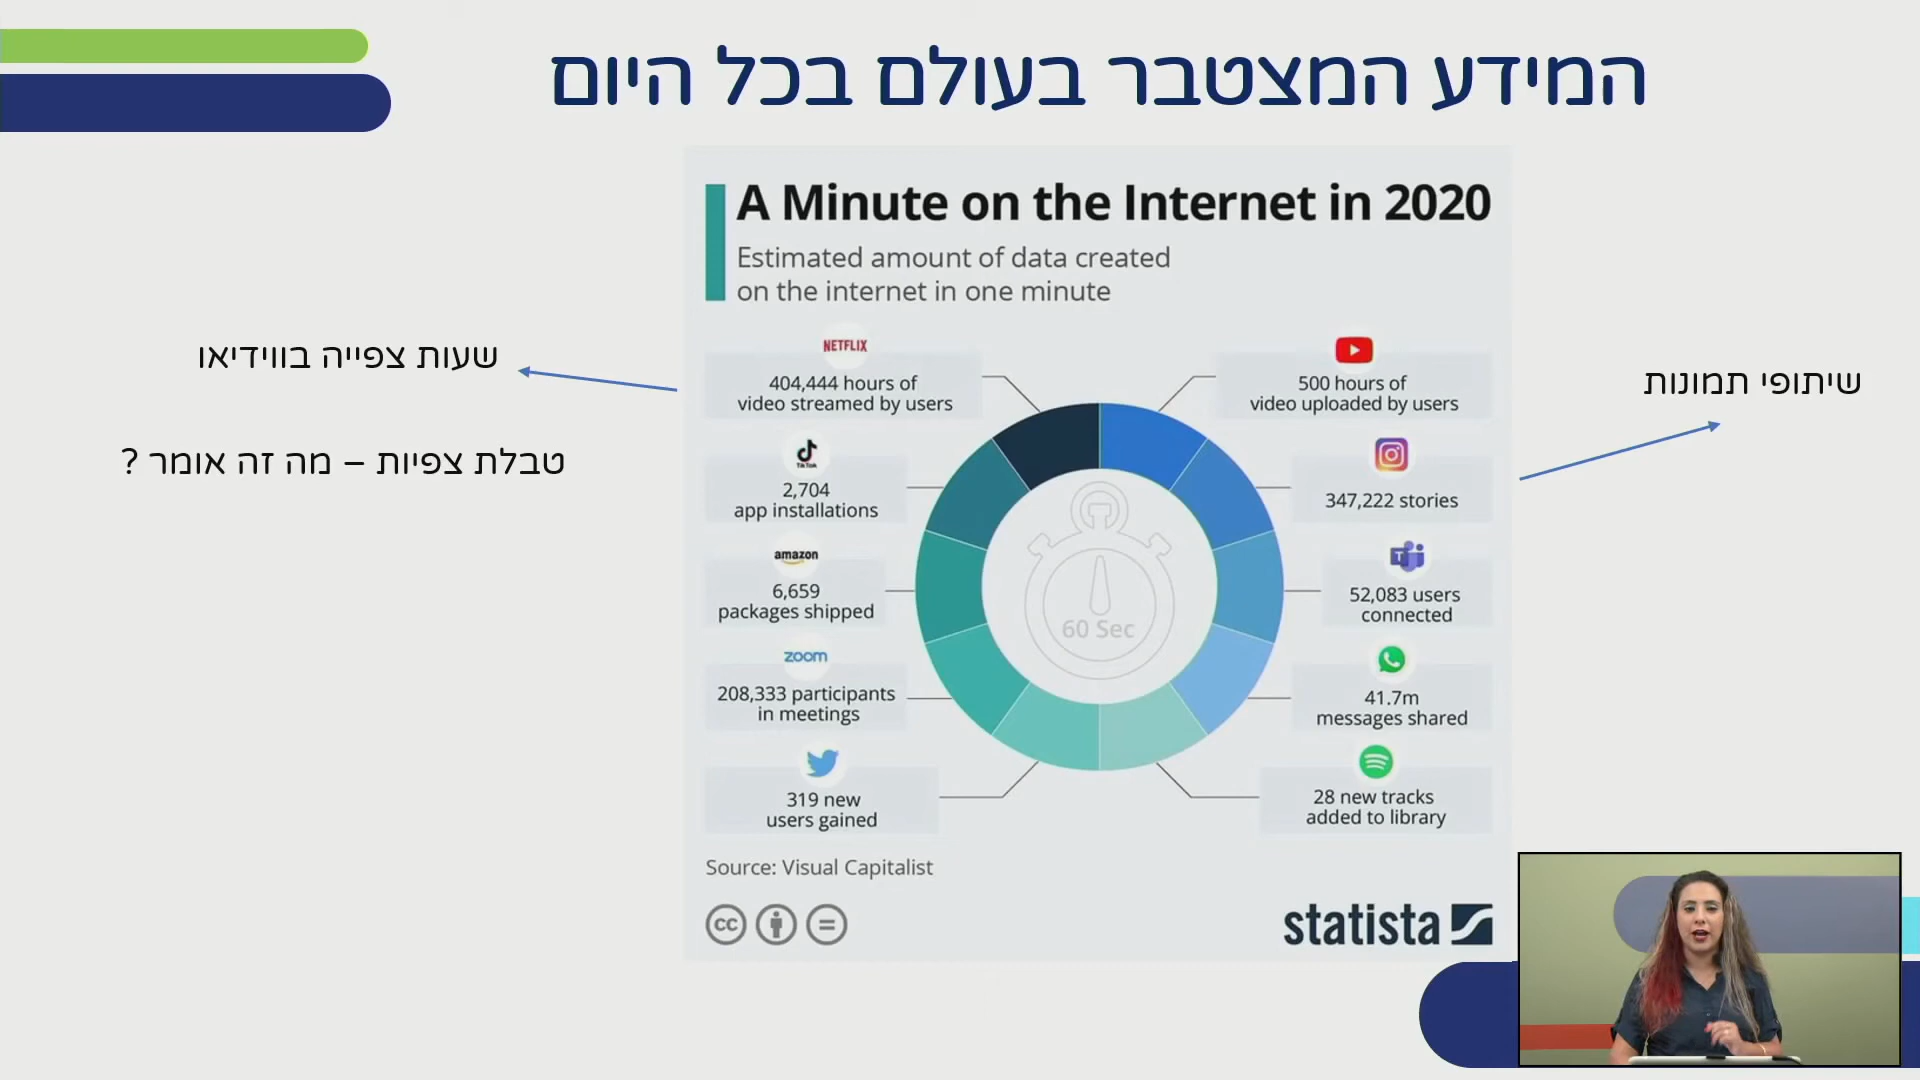 המידע המצטבר בעולם בכל היום
A Minute on the Internet in 2020
Estimated amount of data created
on the internet in one minute
שעות צפייה בווידיאו
טבלת צפיות – מה זה אומר ?
שיתופי תמונות
NETFLIX
404,444 hours of
video streamed by users
TikTok
2,704
app installations
amazon
6,659
packages shipped
zoom
208,333 participants
in meetings
319 new
users gained
500 hours of
video uploaded by users
347,222 stories
T
52,083 users
connected
41.7m
messages shared
28 new tracks
added to library
60 Sec
Source: Visual Capitalist
cc
statista